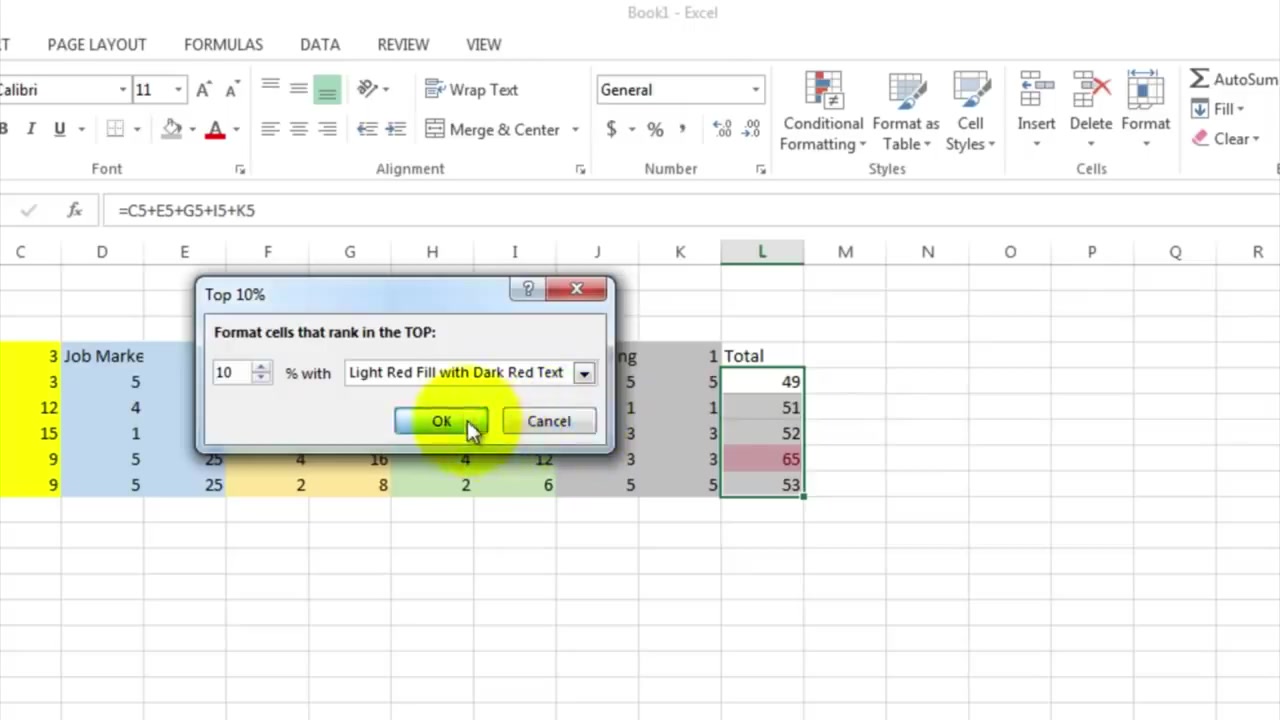 Book1 - Excel
PAGE LAYOUT FORMULAS DATA REVIEW VIEW
Calibri 11 A A Wrap Text General Conditional Formatting Format as Table Cell Styles Insert Delete Format AutoSum
Fill
B I U A Merge & Center $ % , .00 .00 Clear
Font Alignment Number Styles Cells
fx =C5+E5+G5+I5+K5
C D E F G H I J K L M N O P Q R
Top 10% ?
Format cells that rank in the TOP:
10 % with Light Red Fill with Dark Red Text
OK Cancel
3 Job Marke ng 1 Total
3 5 5 5 49
12 4 1 1 51
15 1 3 3 52
9 5 25 4 16 4 12 3 3 65
9 5 25 2 8 2 6 5 5 53